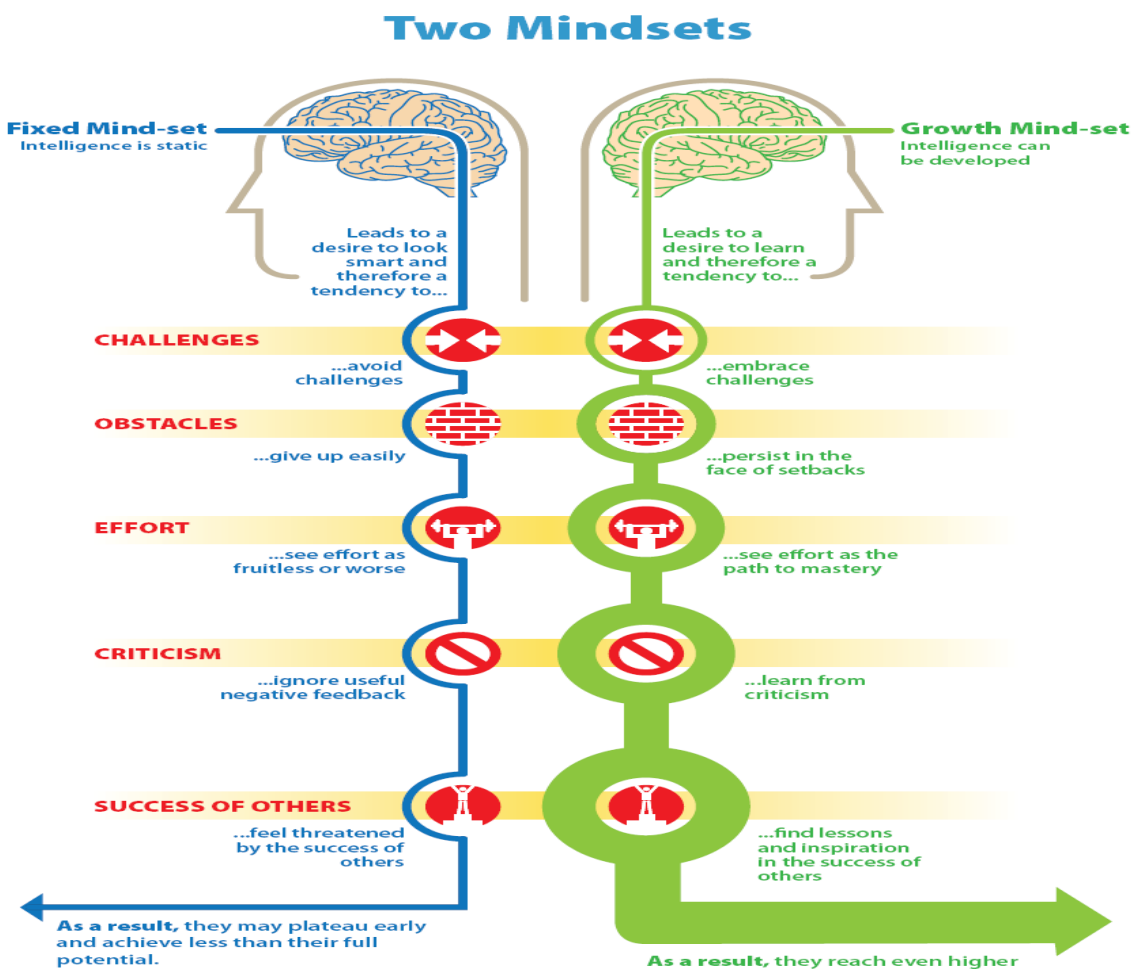 Two Mindsets
Fixed Mind-set
Intelligence is static
Growth Mind-set
Intelligence can
be developed
Leads to a
desire to look
smart and
therefore a
tendency to...
Leads to a
desire to learn
and therefore a
tendency to...
CHALLENGES
...avoid
challenges
...embrace
challenges
OBSTACLES
...give up easily
...persist in the
face of setbacks
EFFORT
...see effort as
fruitless or worse
...see effort as the
path to mastery
CRITICISM
...ignore useful
negative feedback
...learn from
criticism
SUCCESS OF OTHERS
...feel threatened
by the success of
others
...find lessons
and inspiration
in the success of
others
As a result, they may plateau early
and achieve less than their full
potential.
As a result, they reach even higher